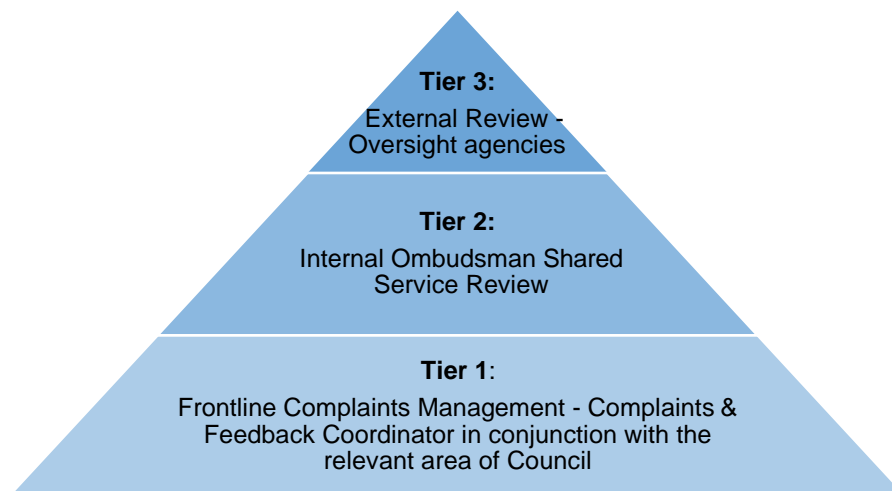 Tier 3:
External Review -
Oversight agencies
Tier 2:
Internal Ombudsman Shared
Service Review
Tier 1:
Frontline Complaints Management - Complaints &
Feedback Coordinator in conjunction with the
relevant area of Council